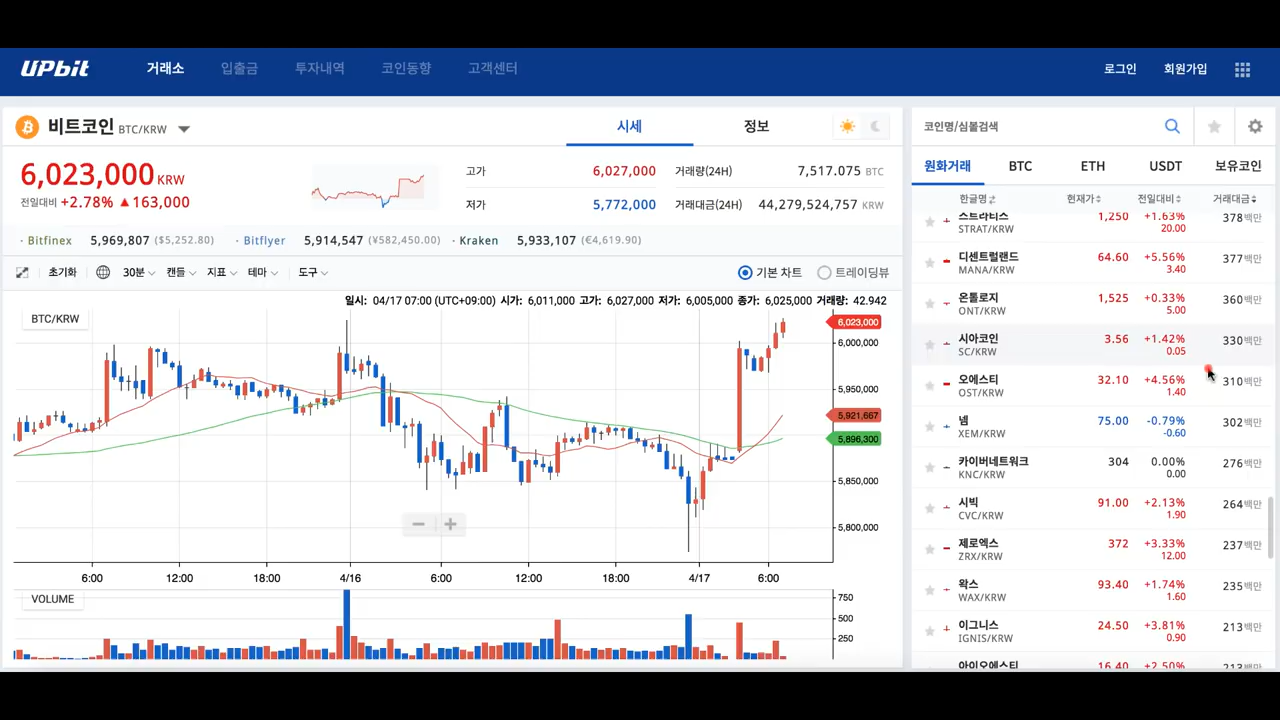 UPbit 거래소 입출금 투자내역 코인동향 고객센터 로그인 회원가입
비트코인 BTC/KRW 시세 정보
6,023,000 KRW
전일대비 +2.78% ▲163,000
고가 6,027,000 거래량(24H) 7,517.075 BTC
저가 5,772,000 거래대금(24H) 44,279,524,757 KRW
· Bitfinex 5,969,807 ($5,252.80) · Bitflyer 5,914,547 (¥582,450.00) · Kraken 5,933,107 (€4,619.90)
초기화 30분 캔들 지표 테마 도구 기본 차트 트레이딩뷰
일시: 04/17 07:00 (UTC+09:00) 시가: 6,011,000 고가: 6,027,000 저가: 6,005,000 종가: 6,025,000 거래량: 42.942
BTC/KRW
6,023,000
6,000,000
5,950,000
5,921,667
5,896,300
5,850,000
5,800,000
6:00 12:00 18:00 4/16 6:00 12:00 18:00 4/17 6:00
VOLUME
750
500
250
코인명/심볼검색
원화거래 BTC ETH USDT 보유코인
한글명 현재가 전일대비 거래대금
스트라티스 1,250 +1.63% 378백만
STRAT/KRW 20.00
디센트럴랜드 64.60 +5.56% 377백만
MANA/KRW 3.40
온톨로지 1,525 +0.33% 360백만
ONT/KRW 5.00
시아코인 3.56 +1.42% 330백만
SC/KRW 0.05
오에스티 32.10 +4.56% 310백만
OST/KRW 1.40
넴 75.00 -0.79% 302백만
XEM/KRW -0.60
카이버네트워크 304 0.00% 276백만
KNC/KRW 0.00
시빅 91.00 +2.13% 264백만
CVC/KRW 1.90
제로엑스 372 +3.33% 237백만
ZRX/KRW 12.00
왁스 93.40 +1.74% 235백만
WAX/KRW 1.60
이그니스 24.50 +3.81% 213백만
IGNIS/KRW 0.90
아이오에스티 16.40 +2.50% 213백만